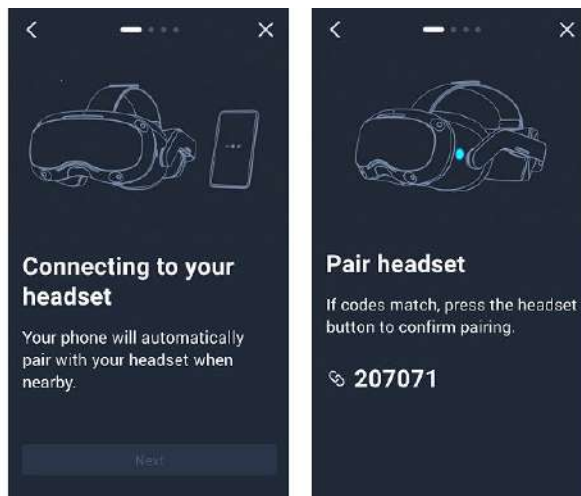 Connecting to your
headset
Your phone will automatically
pair with your headset when
nearby.
Next
Pair headset
If codes match, press the headset
button to confirm pairing.
207071